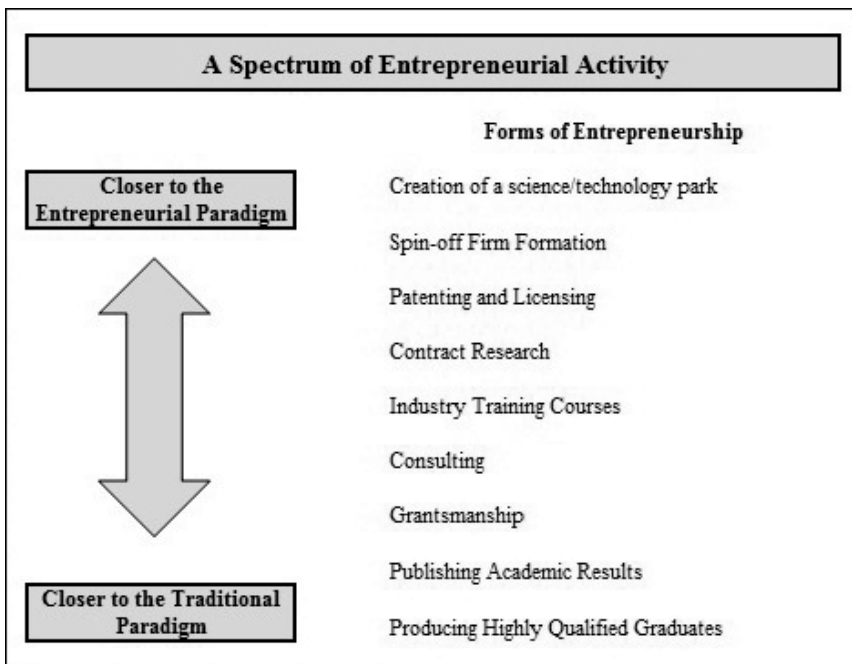 A Spectrum of Entrepreneurial Activity
Forms of Entrepreneurship
Closer to the
Entrepreneurial Paradigm
Creation of a science/technology park
Spin-off Firm Formation
Patenting and Licensing
Contract Research
Industry Training Courses
Consulting
Grantsmanship
Publishing Academic Results
Closer to the Traditional
Paradigm
Producing Highly Qualified Graduates